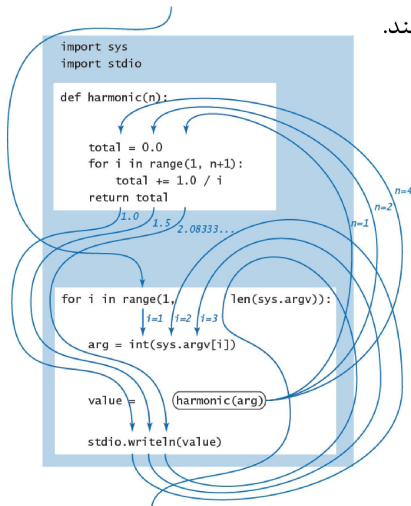 ند.
import sys
import stdio
def harmonic(n):
total = 0.0
for i in range(1, n+1):
total += 1.0 / i
return total
n=4
n=2
n=1
1.0
1.5
2.08333...
for i in range(1, len(sys.argv)):
i=1 i=2 i=3
arg = int(sys.argv[i])
value = harmonic(arg)
stdio.writeln(value)